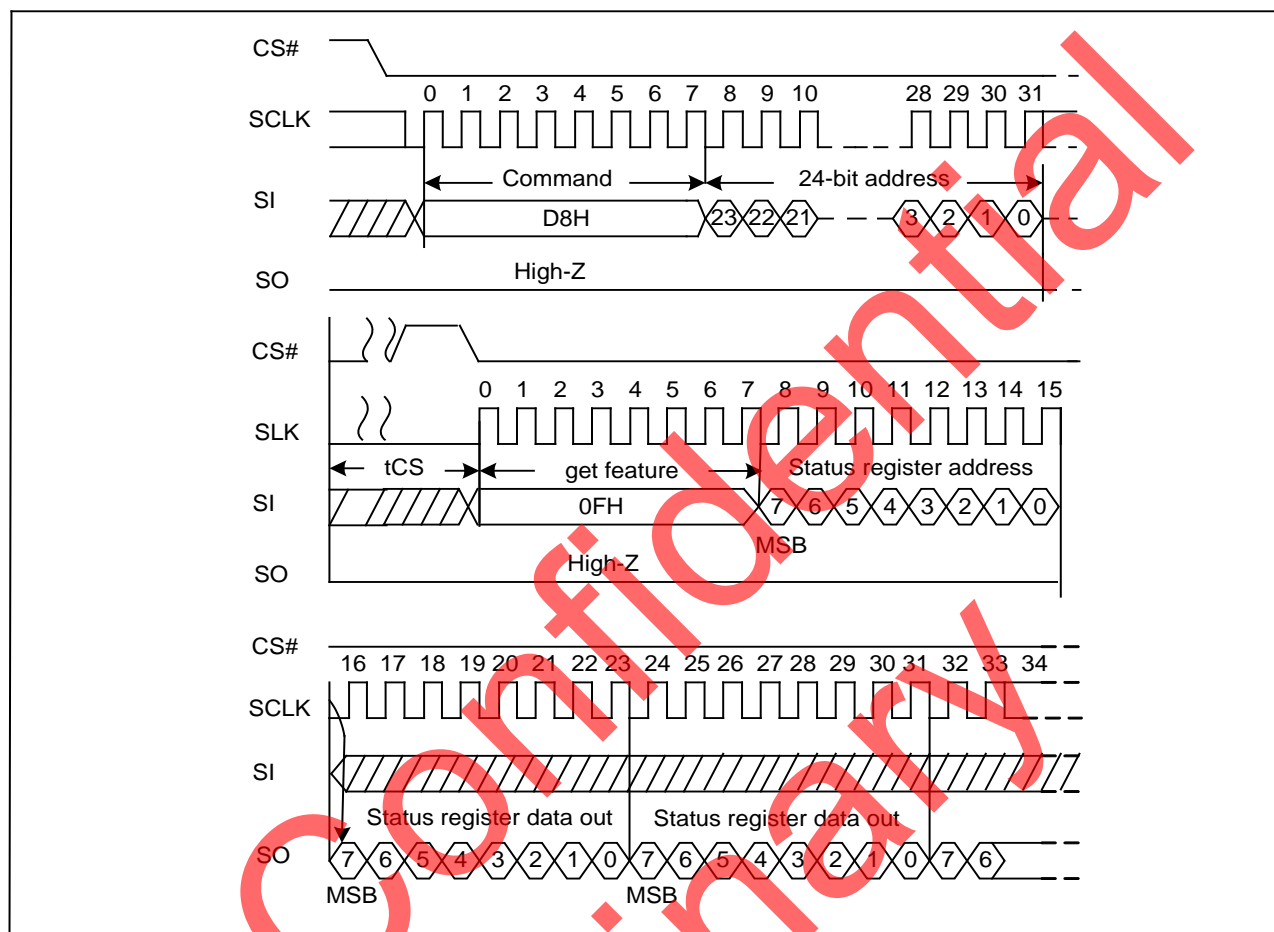 CS#
0 1 2 3 4 5 6 7 8 9 10 28 29 30 31
SCLK
Command 24-bit address
SI
D8H 23 22 21 3 2 1 0
High-Z
SO
CS#
0 1 2 3 4 5 6 7 8 9 10 11 12 13 14 15
SLK
tCS get feature Status register address
SI
0FH 7 6 5 4 3 2 1 0
MSB
High-Z
SO
CS#
16 17 18 19 20 21 22 23 24 25 26 27 28 29 30 31 32 33 34
SCLK
SI
Status register data out Status register data out
SO
7 6 5 4 3 2 1 0 7 6 5 4 3 2 1 0 7 6
MSB MSB
Confidential
inary